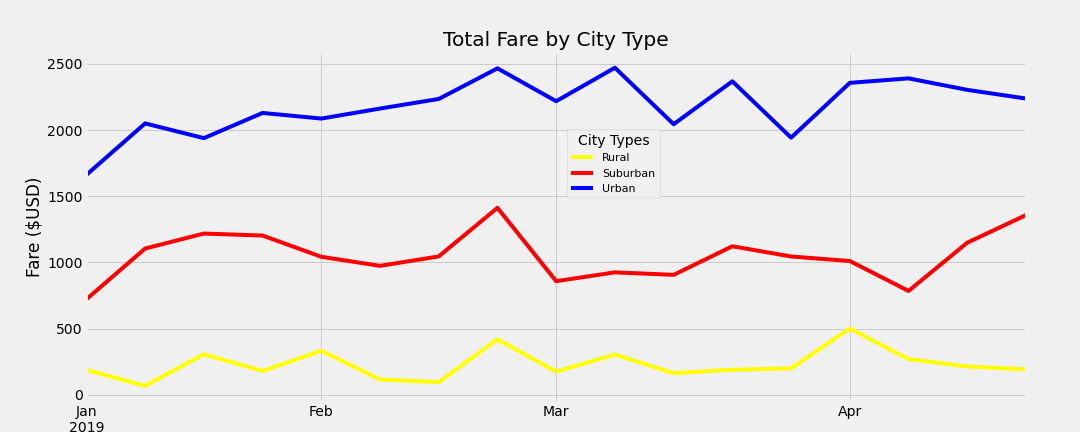 Total Fare by City Type
Fare ($USD)
2500
2000
1500
1000
500
0
City Types
Rural
Suburban
Urban
Jan
2019
Feb
Mar
Apr